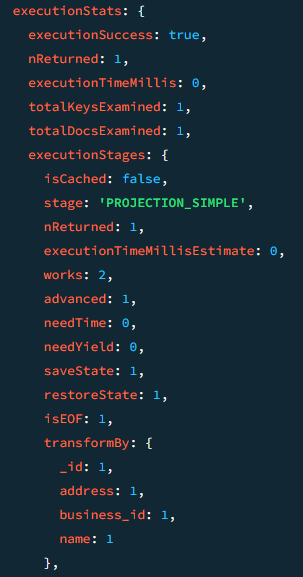 executionStats: {
executionSuccess: true,
nReturned: 1,
executionTimeMillis: 0,
totalKeysExamined: 1,
totalDocsExamined: 1,
executionStages: {
isCached: false,
stage: 'PROJECTION_SIMPLE',
nReturned: 1,
executionTimeMillisEstimate: 0,
works: 2,
advanced: 1,
needTime: 0,
needYield: 0,
saveState: 1,
restoreState: 1,
isEOF: 1,
transformBy: {
_id: 1,
address: 1,
business_id: 1,
name: 1
},